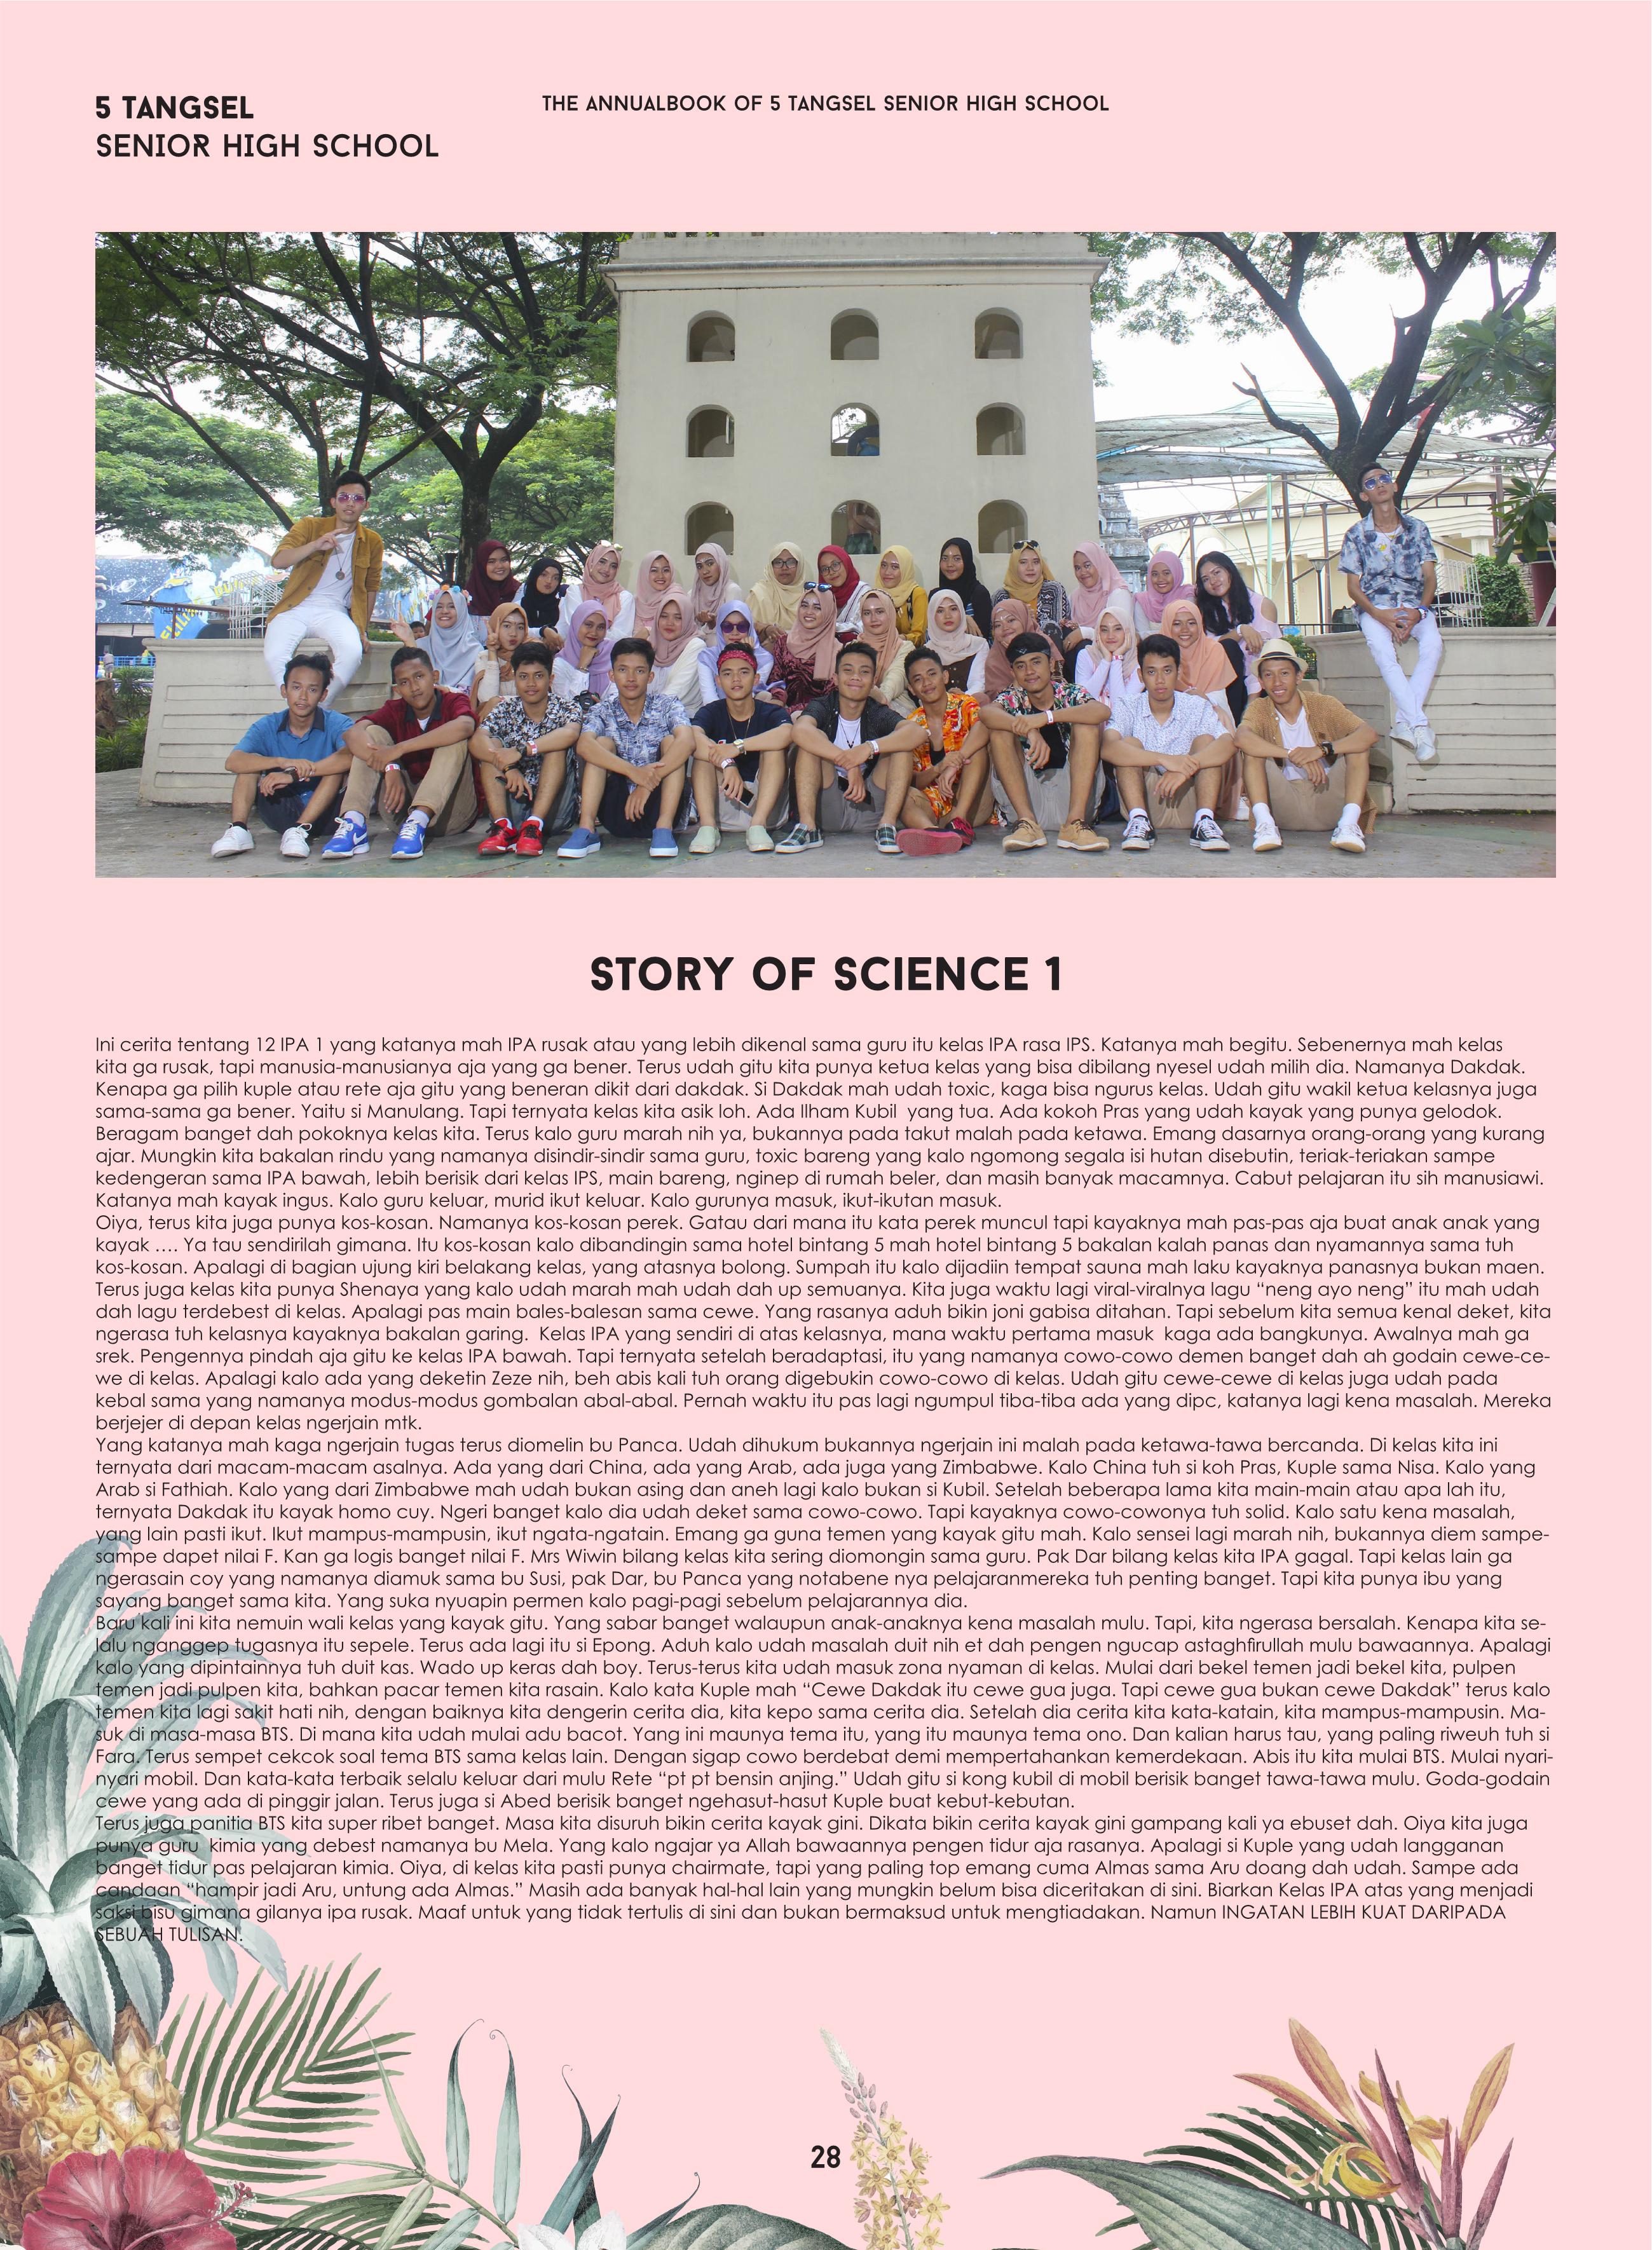 5 TANGSEL
SENIOR HIGH SCHOOL
THE ANNUALBOOK OF 5 TANGSEL SENIOR HIGH SCHOOL
STORY OF SCIENCE 1
Ini cerita tentang 12 IPA 1 yang katanya mah IPA rusak atau yang lebih dikenal sama guru itu kelas IPA rasa IPS. Katanya mah begitu. Sebenernya mah kelas
kita ga rusak, tapi manusia-manusianya aja yang ga bener. Terus udah gitu kita punya ketua kelas yang bisa dibilang nyesel udah milih dia. Namanya Dakdak.
Kenapa ga pilih kuple atau rete aja gitu yang beneran dikit dari dakdak. Si Dakdak mah udah toxic, kaga bisa ngurus kelas. Udah gitu wakil ketua kelasnya juga
sama-sama ga bener. Yaitu si Manulang. Tapi ternyata kelas kita asik loh. Ada Ilham Kubil  yang tua. Ada kokoh Pras yang udah kayak yang punya gelodok.
Beragam banget dah pokoknya kelas kita. Terus kalo guru marah nih ya, bukannya pada takut malah pada ketawa. Emang dasarnya orang-orang yang kurang
ajar. Mungkin kita bakalan rindu yang namanya disindir-sindir sama guru, toxic bareng yang kalo ngomong segala isi hutan disebutin, teriak-teriakan sampe
kedengeran sama IPA bawah, lebih berisik dari kelas IPS, main bareng, nginep di rumah beler, dan masih banyak macamnya. Cabut pelajaran itu sih manusiawi.
Katanya mah kayak ingus. Kalo guru keluar, murid ikut keluar. Kalo gurunya masuk, ikut-ikutan masuk.
Oiya, terus kita juga punya kos-kosan. Namanya kos-kosan perek. Gatau dari mana itu kata perek muncul tapi kayaknya mah pas-pas aja buat anak anak yang
kayak .... Ya tau sendirilah gimana. Itu kos-kosan kalo dibandingin sama hotel bintang 5 mah hotel bintang 5 bakalan kalah panas dan nyamannya sama tuh
kos-kosan. Apalagi di bagian ujung kiri belakang kelas, yang atasnya bolong. Sumpah itu kalo dijadiin tempat sauna mah laku kayaknya panasnya bukan maen.
Terus juga kelas kita punya Shenaya yang kalo udah marah mah udah dah up semuanya. Kita juga waktu lagi viral-viralnya lagu “neng ayo neng” itu mah udah
dah lagu terdebest di kelas. Apalagi pas main bales-balesan sama cewe. Yang rasanya aduh bikin joni gabisa ditahan. Tapi sebelum kita semua kenal deket, kita
ngerasa tuh kelasnya kayaknya bakalan garing.  Kelas IPA yang sendiri di atas kelasnya, mana waktu pertama masuk  kaga ada bangkunya. Awalnya mah ga
srek. Pengennya pindah aja gitu ke kelas IPA bawah. Tapi ternyata setelah beradaptasi, itu yang namanya cowo-cowo demen banget dah ah godain cewe-ce-
we di kelas. Apalagi kalo ada yang deketin Zeze nih, beh abis kali tuh orang digebukin cowo-cowo di kelas. Udah gitu cewe-cewe di kelas juga udah pada
kebal sama yang namanya modus-modus gombalan abal-abal. Pernah waktu itu pas lagi ngumpul tiba-tiba ada yang dipc, katanya lagi kena masalah. Mereka
berjejer di depan kelas ngerjain mtk.
Yang katanya mah kaga ngerjain tugas terus diomelin bu Panca. Udah dihukum bukannya ngerjain ini malah pada ketawa-tawa bercanda. Di kelas kita ini
ternyata dari macam-macam asalnya. Ada yang dari China, ada yang Arab, ada juga yang Zimbabwe. Kalo China tuh si koh Pras, Kuple sama Nisa. Kalo yang
Arab si Fathiah. Kalo yang dari Zimbabwe mah udah bukan asing dan aneh lagi kalo bukan si Kubil. Setelah beberapa lama kita main-main atau apa lah itu,
ternyata Dakdak itu kayak homo cuy. Ngeri banget kalo dia udah deket sama cowo-cowo. Tapi kayaknya cowo-cowonya tuh solid. Kalo satu kena masalah,
yang lain pasti ikut. Ikut mampus-mampusin, ikut ngata-ngatain. Emang ga guna temen yang kayak gitu mah. Kalo sensei lagi marah nih, bukannya diem sampe-
sampe dapet nilai F. Kan ga logis banget nilai F. Mrs Wiwin bilang kelas kita sering diomongin sama guru. Pak Dar bilang kelas kita IPA gagal. Tapi kelas lain ga
ngerasain coy yang namanya diamuk sama bu Susi, pak Dar, bu Panca yang notabene nya pelajaranmereka tuh penting banget. Tapi kita punya ibu yang
sayang banget sama kita. Yang suka nyuapin permen kalo pagi-pagi sebelum pelajarannya dia.
Baru kali ini kita nemuin wali kelas yang kayak gitu. Yang sabar banget walaupun anak-anaknya kena masalah mulu. Tapi, kita ngerasa bersalah. Kenapa kita se-
lalu nganggep tugasnya itu sepele. Terus ada lagi itu si Epong. Aduh kalo udah masalah duit nih et dah pengen ngucap astaghfirullah mulu bawaannya. Apalagi
kalo yang dipintainnya tuh duit kas. Wado up keras dah boy. Terus-terus kita udah masuk zona nyaman di kelas. Mulai dari bekel temen jadi bekel kita, pulpen
temen jadi pulpen kita, bahkan pacar temen kita rasain. Kalo kata Kuple mah “Cewe Dakdak itu cewe gua juga. Tapi cewe gua bukan cewe Dakdak” terus kalo
temen kita lagi sakit hati nih, dengan baiknya kita dengerin cerita dia, kita kepo sama cerita dia. Setelah dia cerita kita kata-katain, kita mampus-mampusin. Ma-
suk di masa-masa BTS. Di mana kita udah mulai adu bacot. Yang ini maunya tema itu, yang itu maunya tema ono. Dan kalian harus tau, yang paling riweuh tuh si
Fara. Terus sempet cekcok soal tema BTS sama kelas lain. Dengan sigap cowo berdebat demi mempertahankan kemerdekaan. Abis itu kita mulai BTS. Mulai nyari-
nyari mobil. Dan kata-kata terbaik selalu keluar dari mulu Rete “pt pt bensin anjing.” Udah gitu si kong kubil di mobil berisik banget tawa-tawa mulu. Goda-godain
cewe yang ada di pinggir jalan. Terus juga si Abed berisik banget ngehasut-hasut Kuple buat kebut-kebutan.
Terus juga panitia BTS kita super ribet banget. Masa kita disuruh bikin cerita kayak gini. Dikata bikin cerita kayak gini gampang kali ya ebuset dah. Oiya kita juga
punya guru  kimia yang debest namanya bu Mela. Yang kalo ngajar ya Allah bawaannya pengen tidur aja rasanya. Apalagi si Kuple yang udah langganan
banget tidur pas pelajaran kimia. Oiya, di kelas kita pasti punya chairmate, tapi yang paling top emang cuma Almas sama Aru doang dah udah. Sampe ada
candaan “hampir jadi Aru, untung ada Almas.” Masih ada banyak hal-hal lain yang mungkin belum bisa diceritakan di sini. Biarkan Kelas IPA atas yang menjadi
saksi bisu gimana gilanya ipa rusak. Maaf untuk yang tidak tertulis di sini dan bukan bermaksud untuk mengtiadakan. Namun INGATAN LEBIH KUAT DARIPADA
SEBUAH TULISAN.
28